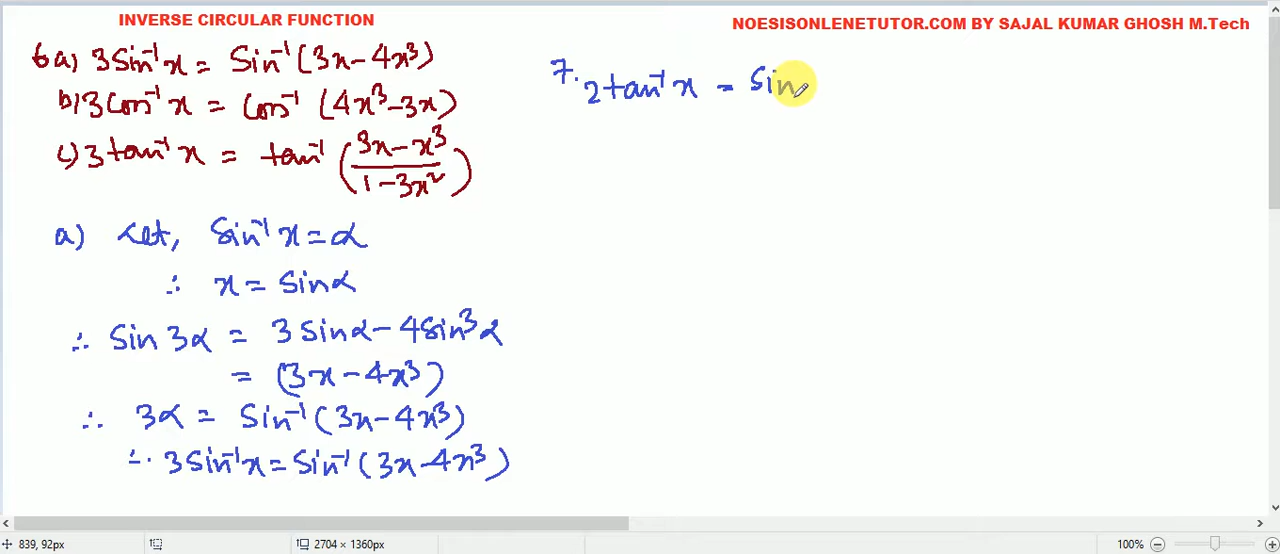 INVERSE CIRCULAR FUNCTION
NOESISONLENETUTOR.COM BY SAJAL KUMAR GHOSH M.Tech
6 a) 3Sin⁻¹x = Sin⁻¹(3x-4x³)
b) 3Cos⁻¹x = Cos⁻¹(4x³-3x)
c) 3tan⁻¹x = tan⁻¹((3x-x³)/(1-3x²))
a) Let, Sin⁻¹x = α
∴ x = Sinα
∴ Sin3α = 3Sinα-4Sin³α
= (3x-4x³)
∴ 3α = Sin⁻¹(3x-4x³)
∴ 3Sin⁻¹x = Sin⁻¹(3x-4x³)
7. 2tan⁻¹x = Sin
839, 92px
2704 × 1360px
100%